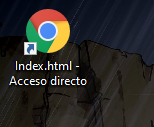 Index.html -
Acceso directo